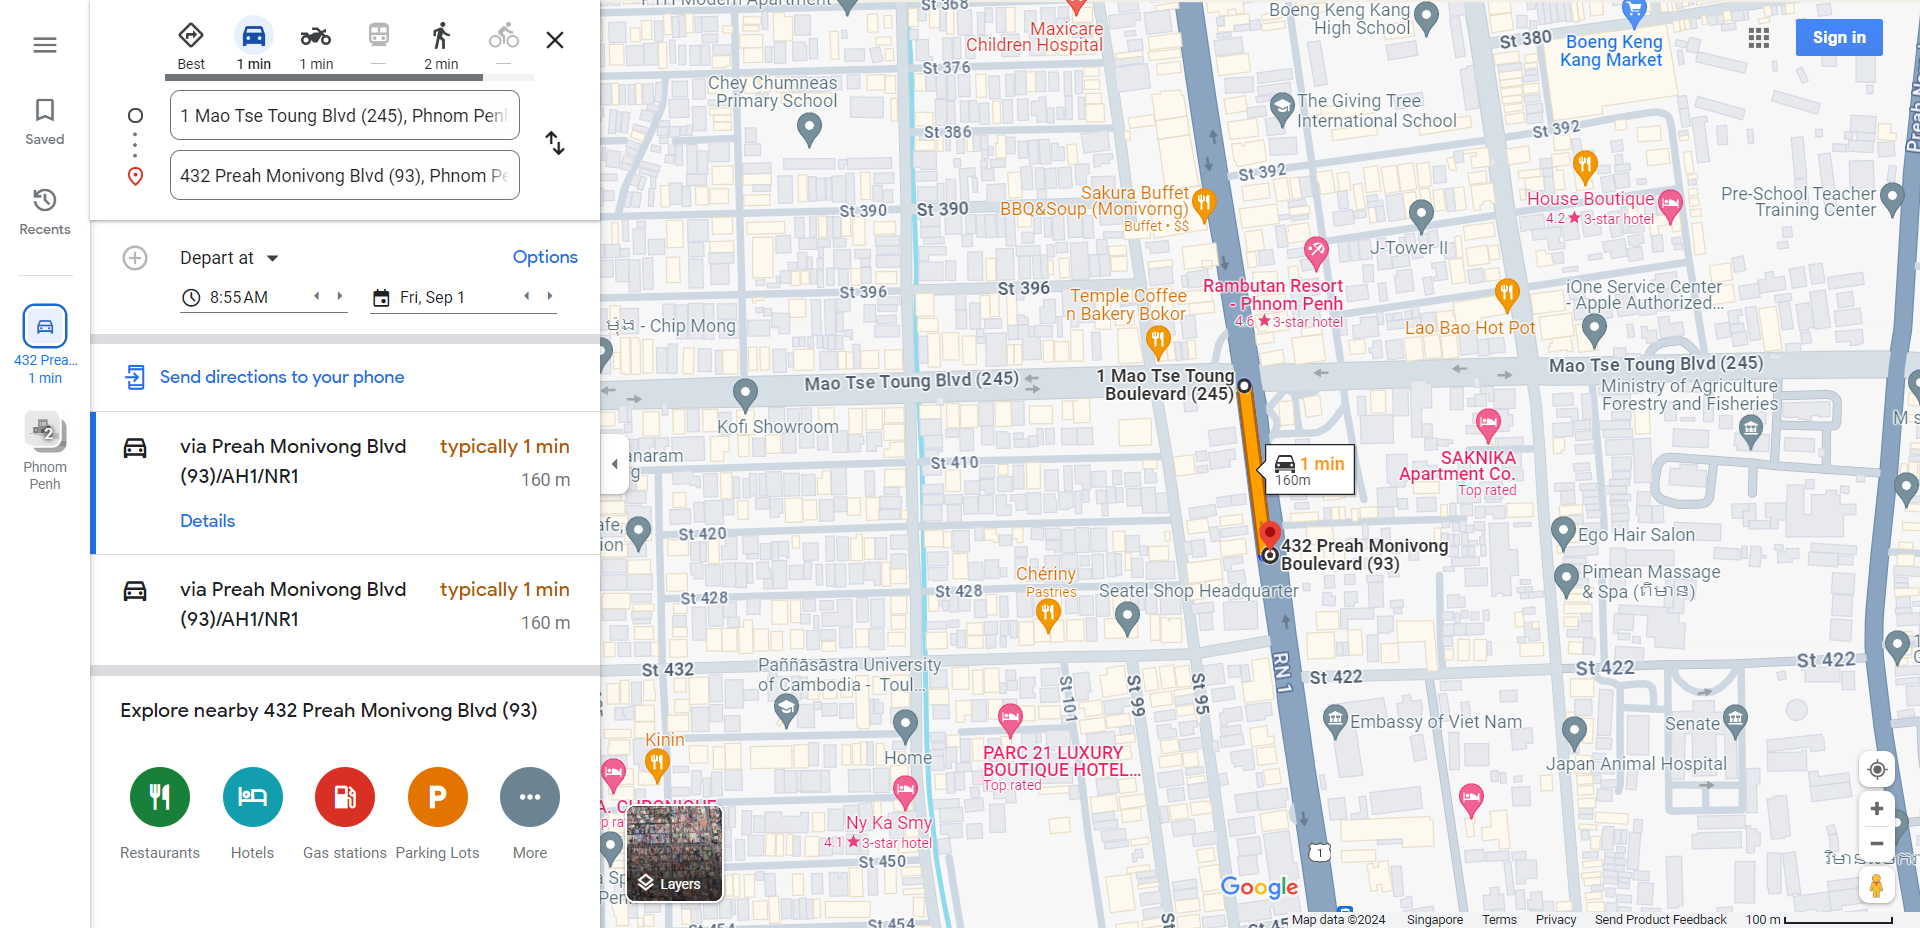 Saved
Recents
432 Prea...
1 min
2
Phnom
Penh
Best
1 min
1 min
—
2 min
—
1 Mao Tse Toung Blvd (245), Phnom Penh
432 Preah Monivong Blvd (93), Phnom Pe
Depart at
Options
8:55 AM
Fri, Sep 1
Send directions to your phone
via Preah Monivong Blvd
(93)/AH1/NR1
typically 1 min
160 m
Details
via Preah Monivong Blvd
(93)/AH1/NR1
typically 1 min
160 m
Explore nearby 432 Preah Monivong Blvd (93)
Restaurants
Hotels
Gas stations
P
Parking Lots
More
Sign in
St 368
Maxicare
Children Hospital
Boeng Keng Kang
High School
St 380
Boeng Keng
Kang Market
St 376
Chey Chumneas
Primary School
The Giving Tree
International School
St 386
St 392
St 392
Sakura Buffet
BBQ&Soup (Monivorng)
Buffet • $$
House Boutique
4.2 ★ 3-star hotel
Pre-School Teacher
Training Center
St 390
St 390
J-Tower II
Rambutan Resort
- Phnom Penh
4.6 ★ 3-star hotel
St 396
St 396
Temple Coffee
n Bakery Bokor
iOne Service Center
- Apple Authorized...
Lao Bao Hot Pot
ម៉ុង - Chip Mong
Mao Tse Toung Blvd (245)
1 Mao Tse Toung
Boulevard (245)
Mao Tse Toung Blvd (245)
Ministry of Agriculture
Forestry and Fisheries
Kofi Showroom
M s
anaram
g
St 410
1 min
160m
SAKNIKA
Apartment Co.
Top rated
afe,
ion
St 420
432 Preah Monivong
Boulevard (93)
Ego Hair Salon
Pimean Massage
& Spa (ពិមាន)
Chériny
Pastries
St 428
St 428
Seatel Shop Headquarter
St 432
Paññāsāstra University
of Cambodia - Toul...
St 101
St 99
St 95
RN 1
St 422
St 422
St 422
Embassy of Viet Nam
Senate
Japan Animal Hospital
Kinin
Home
PARC 21 LUXURY
BOUTIQUE HOTEL...
Top rated
Ny Ka Smy
4.1 ★ 3-star hotel
St 450
St 454
1
Layers
Google
Map data ©2024
Singapore
Terms
Privacy
Send Product Feedback
100 m